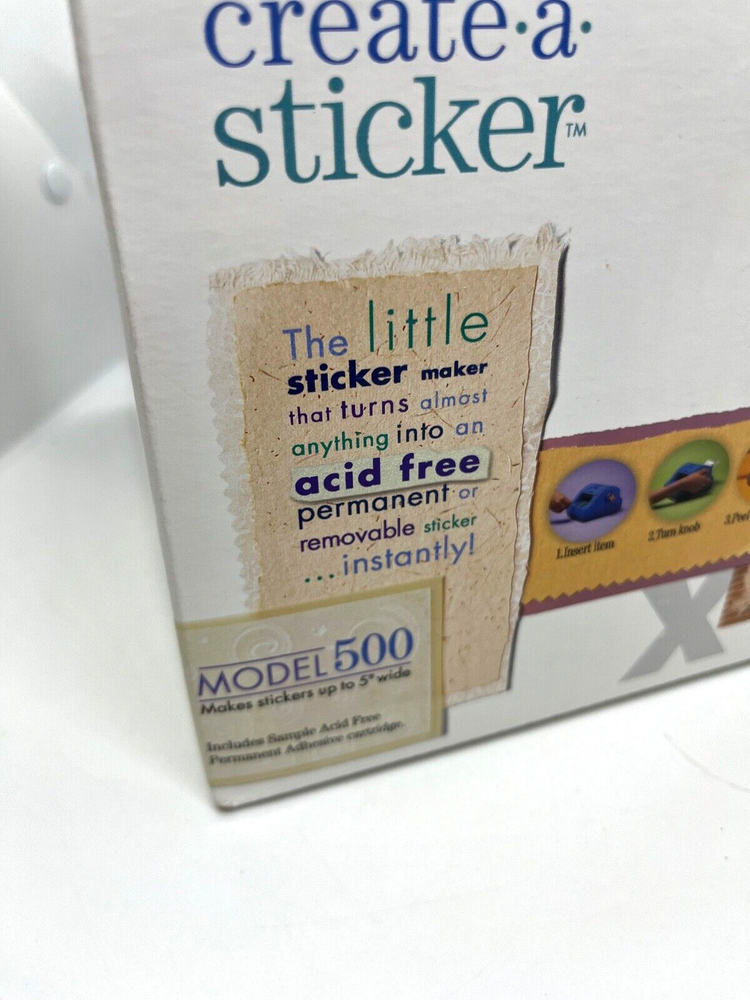 create·a·
sticker™
The little
sticker maker
that turns almost
anything into an
acid free
permanent or
removable sticker
...instantly!
1.Insert item
2.Turn knob
3.Peel
MODEL 500
Makes stickers up to 5" wide
Includes Sample Acid Free
Permanent Adhesive cartridge.
X